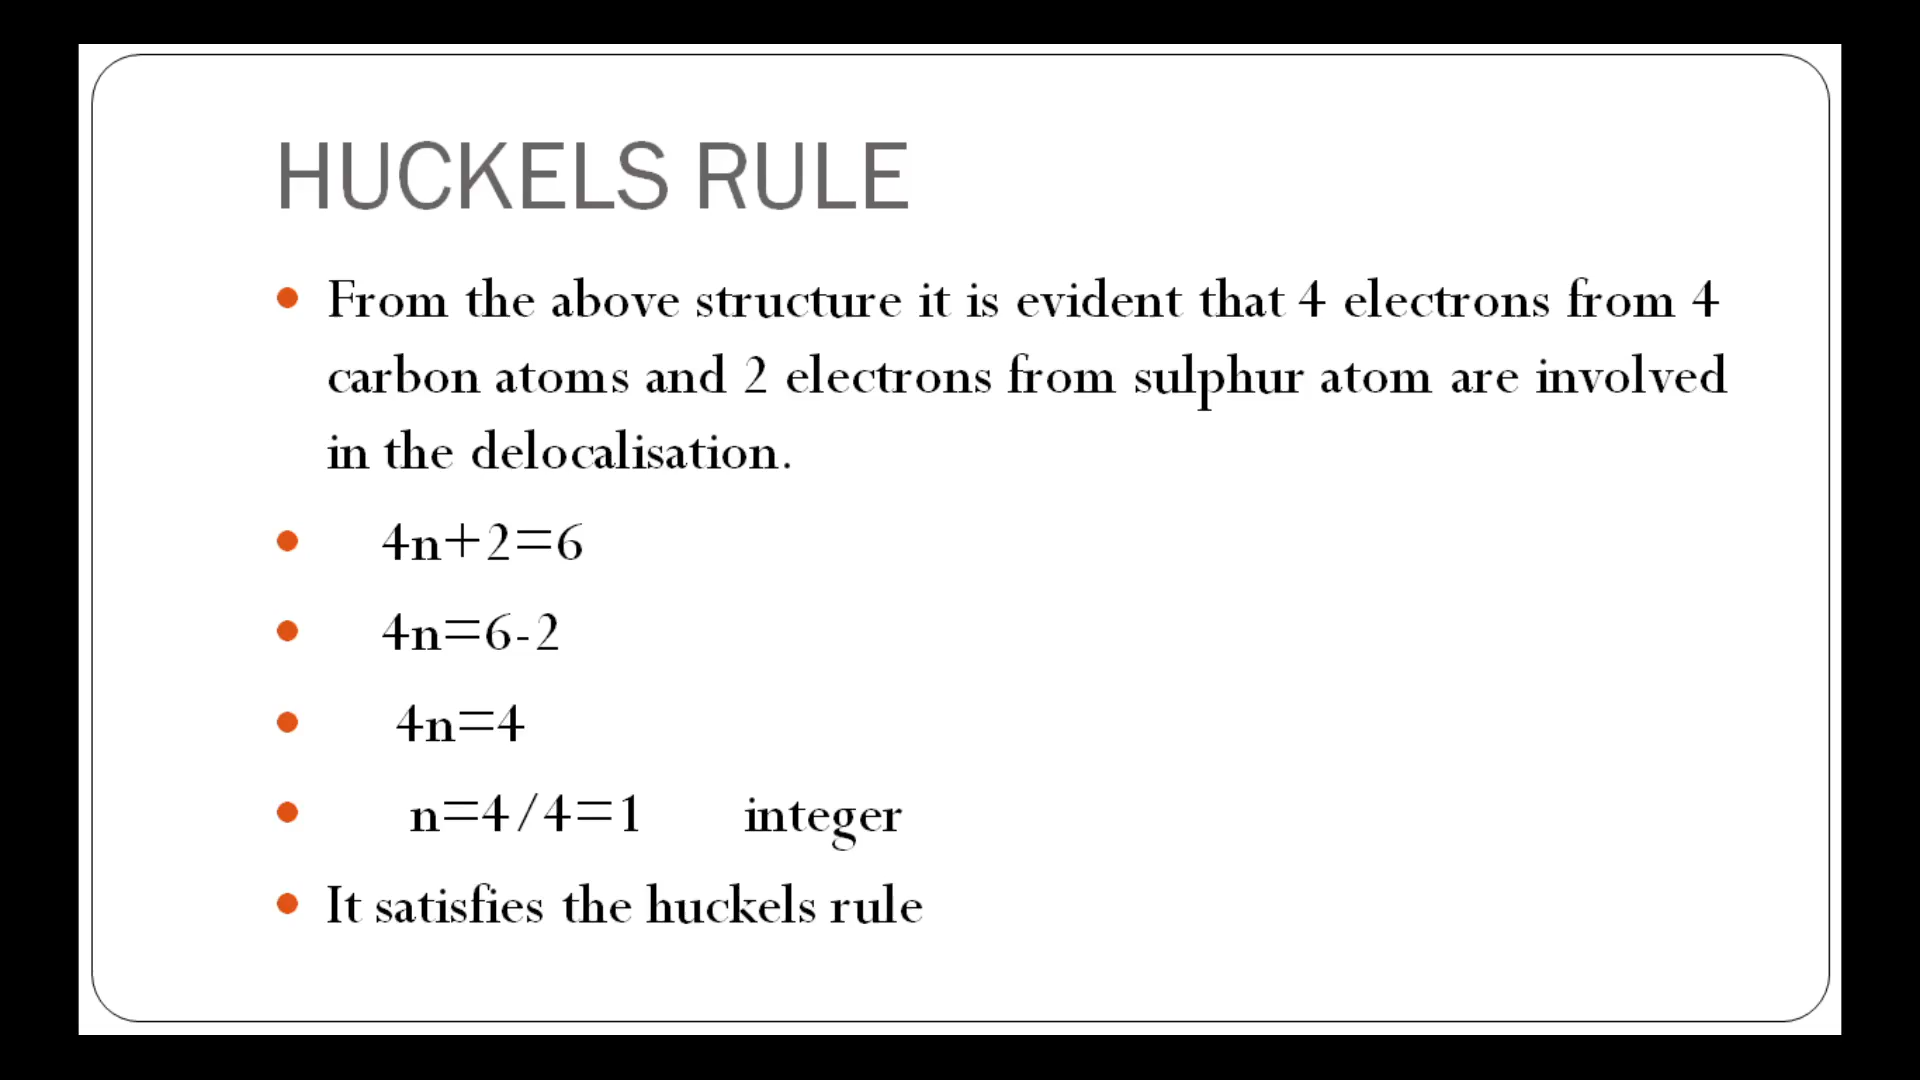 HUCKELS RULE
From the above structure it is evident that 4 electrons from 4
carbon atoms and 2 electrons from sulphur atom are involved
in the delocalisation.
4n+2=6
4n=6-2
4n=4
n=4/4=1 integer
It satisfies the huckels rule